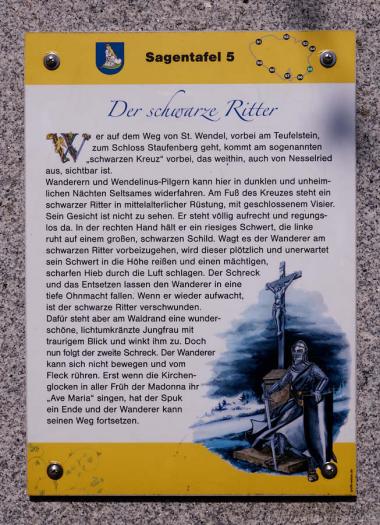 Sagentafel 5
Der schwarze Ritter
Wer auf dem Weg von St. Wendel, vorbei am Teufelstein,
zum Schloss Staufenberg geht, kommt am sogenannten
„schwarzen Kreuz“ vorbei, das weithin, auch von Nesselried
aus, sichtbar ist.
Wanderern und Wendelinus-Pilgern kann hier in dunklen und unheim-
lichen Nächten Seltsames widerfahren. Am Fuß des Kreuzes steht ein
schwarzer Ritter in mittelalterlicher Rüstung, mit geschlossenem Visier.
Sein Gesicht ist nicht zu sehen. Er steht völlig aufrecht und regungs-
los da. In der rechten Hand hält er ein riesiges Schwert, die linke
ruht auf einem großen, schwarzen Schild. Wagt es der Wanderer am
schwarzen Ritter vorbeizugehen, wird dieser plötzlich und unerwartet
sein Schwert in die Höhe reißen und einen mächtigen,
scharfen Hieb durch die Luft schlagen. Der Schreck
und das Entsetzen lassen den Wanderer in eine
tiefe Ohnmacht fallen. Wenn er wieder aufwacht,
ist der schwarze Ritter verschwunden.
Dafür steht aber am Waldrand eine wunder-
schöne, lichtumkränzte Jungfrau mit
traurigem Blick und winkt ihm zu. Doch
nun folgt der zweite Schreck. Der Wanderer
kann sich nicht bewegen und vom
Fleck rühren. Erst wenn die Kirchen-
glocken in aller Früh der Madonna ihr
„Ave Maria“ singen, hat der Spuk
ein Ende und der Wanderer kann
seinen Weg fortsetzen.